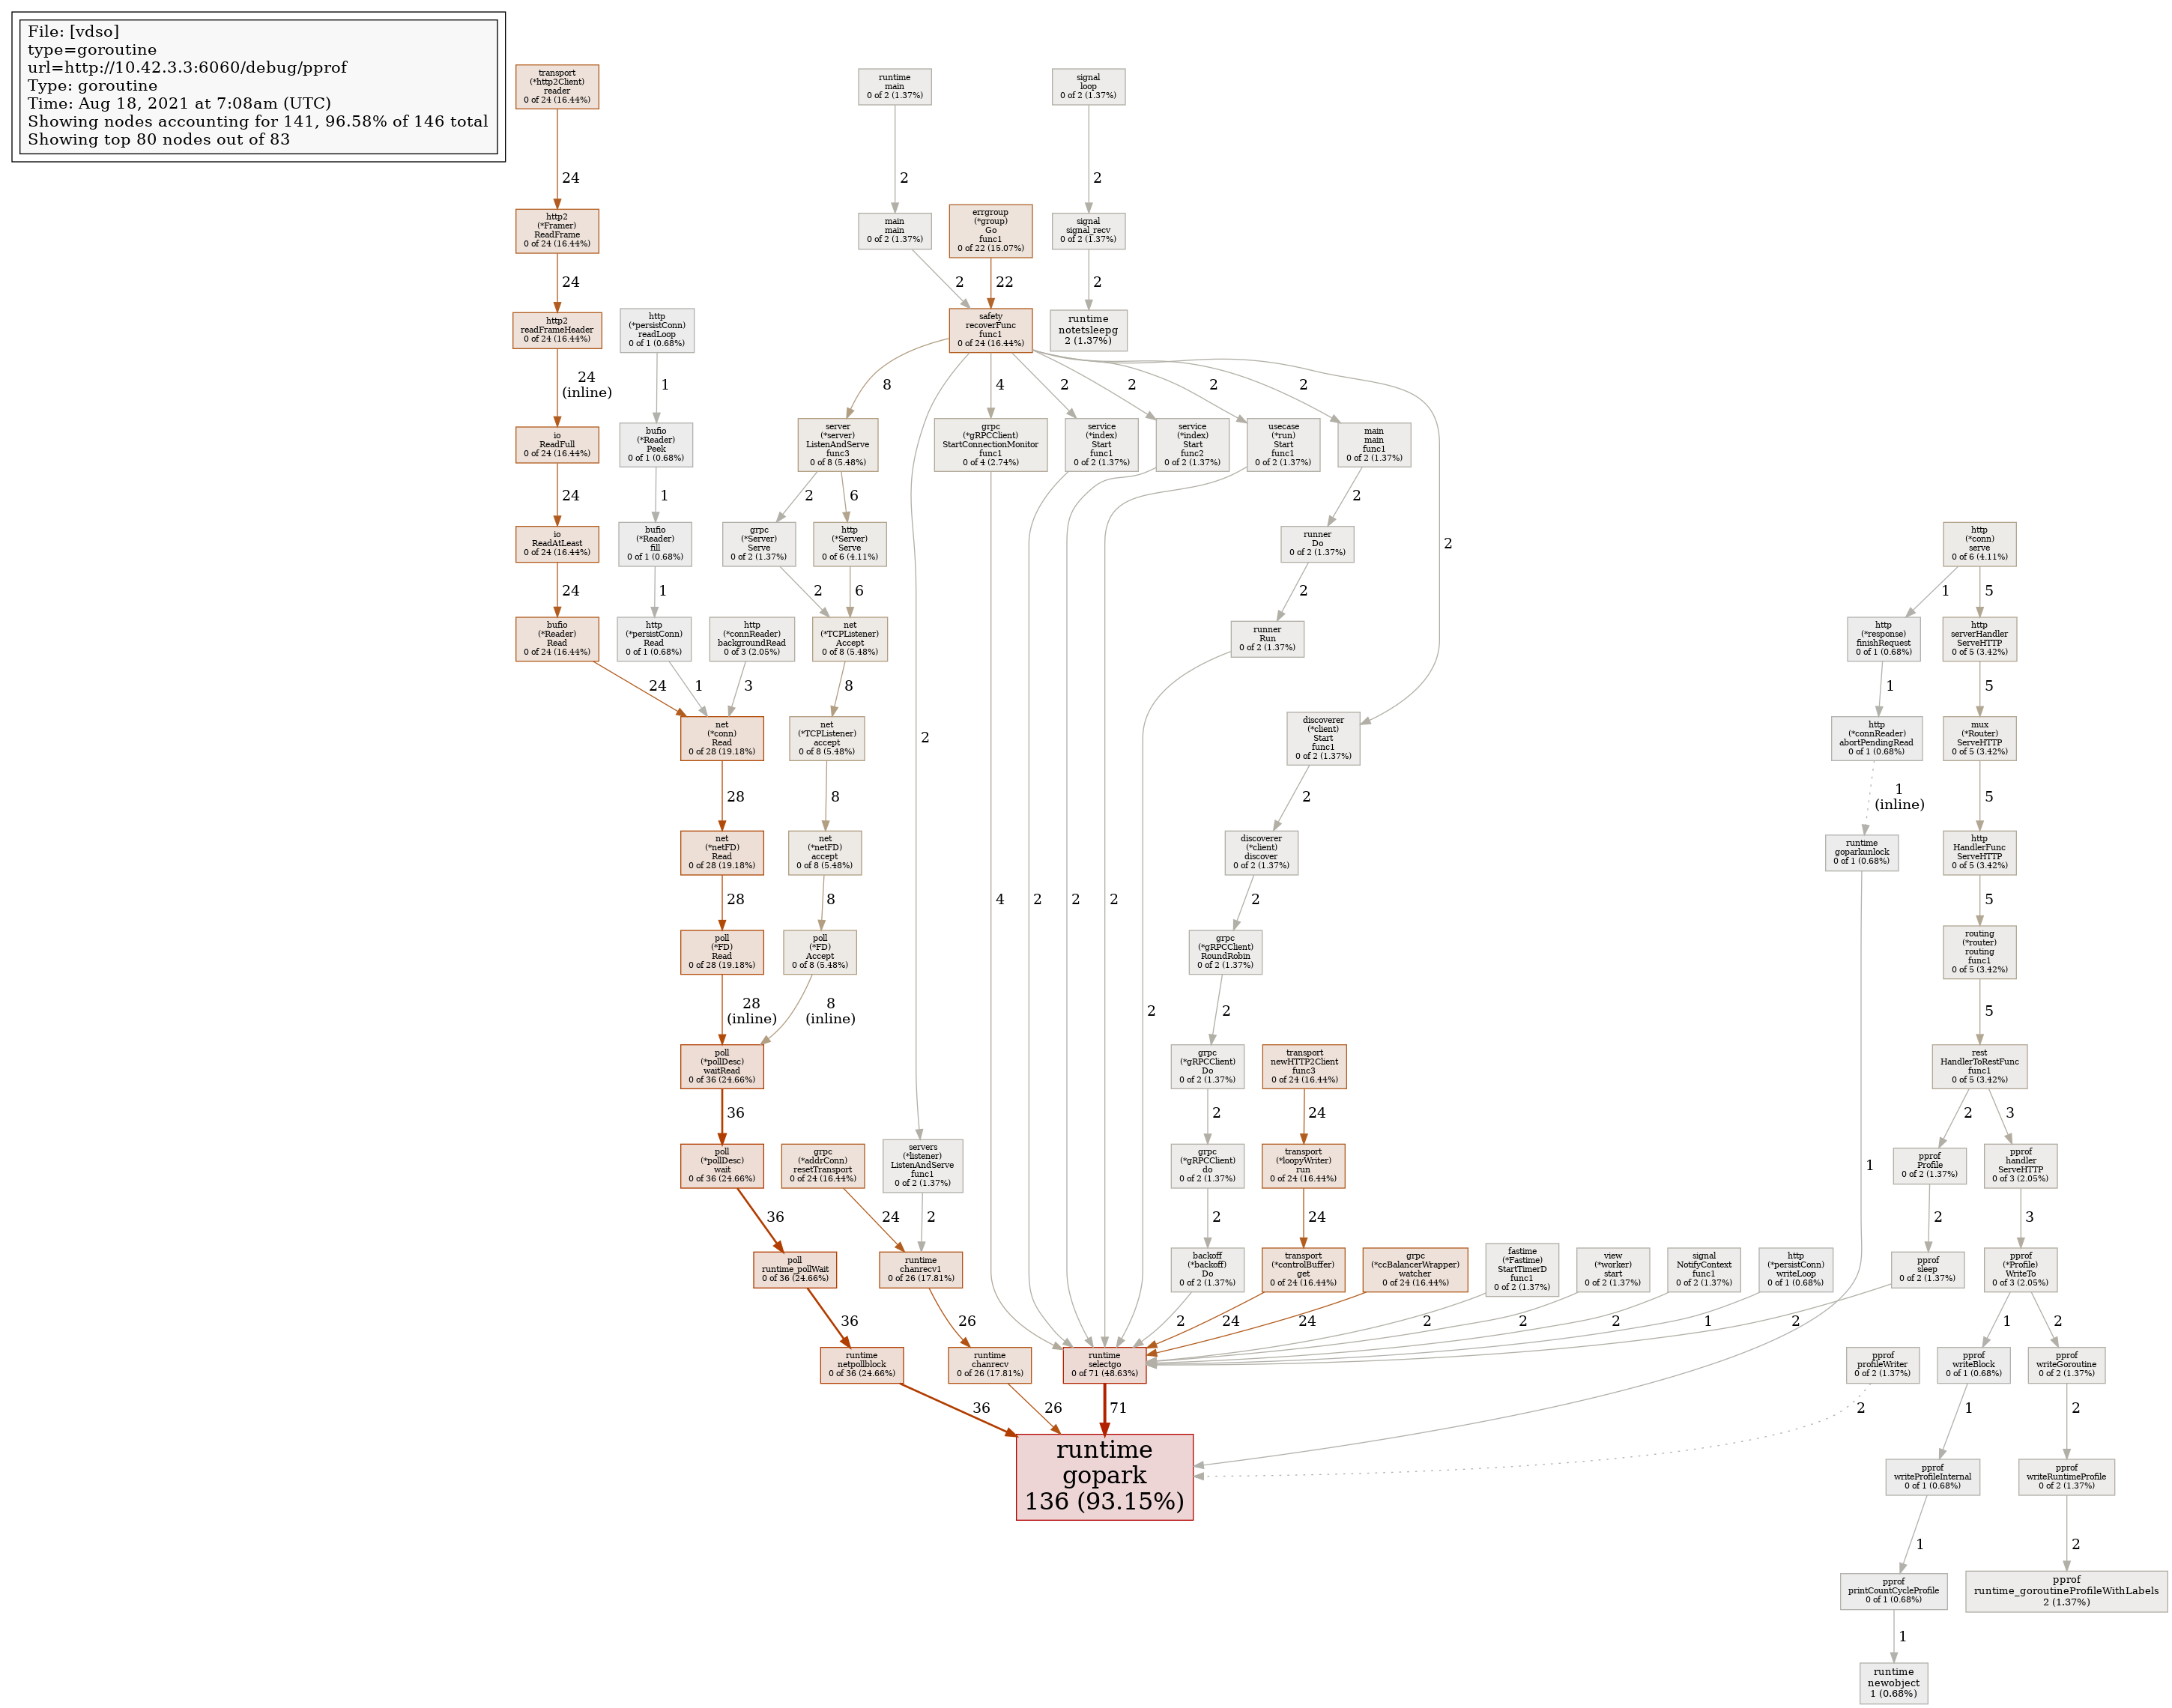 File: [vdso]
type=goroutine
url=http://10.42.3.3:6060/debug/pprof
Type: goroutine
Time: Aug 18, 2021 at 7:08am (UTC)
Showing nodes accounting for 141, 96.58% of 146 total
Showing top 80 nodes out of 83
transport
(*http2Client)
reader
0 of 24 (16.44%)
runtime
main
0 of 2 (1.37%)
signal
loop
0 of 2 (1.37%)
24
2
2
http2
(*Framer)
ReadFrame
0 of 24 (16.44%)
main
main
0 of 2 (1.37%)
errgroup
(*group)
Go
func1
0 of 22 (15.07%)
signal
signal_recv
0 of 2 (1.37%)
24
2
22
2
http2
readFrameHeader
0 of 24 (16.44%)
http
(*persistConn)
readLoop
0 of 1 (0.68%)
safety
recoverFunc
func1
0 of 24 (16.44%)
runtime
notetsleepg
2 (1.37%)
24
(inline)
1
8
4
2
2
2
2
io
ReadFull
0 of 24 (16.44%)
bufio
(*Reader)
Peek
0 of 1 (0.68%)
server
(*server)
ListenAndServe
func3
0 of 8 (5.48%)
grpc
(*gRPCClient)
StartConnectionMonitor
func1
0 of 4 (2.74%)
service
(*index)
Start
func1
0 of 2 (1.37%)
service
(*index)
Start
func2
0 of 2 (1.37%)
usecase
(*run)
Start
func1
0 of 2 (1.37%)
main
main
func1
0 of 2 (1.37%)
24
1
2
6
2
io
ReadAtLeast
0 of 24 (16.44%)
bufio
(*Reader)
fill
0 of 1 (0.68%)
grpc
(*Server)
Serve
0 of 2 (1.37%)
http
(*Server)
Serve
0 of 6 (4.11%)
runner
Do
0 of 2 (1.37%)
2
http
(*conn)
serve
0 of 6 (4.11%)
24
1
2
6
2
1
5
bufio
(*Reader)
Read
0 of 24 (16.44%)
http
(*persistConn)
Read
0 of 1 (0.68%)
http
(*connReader)
backgroundRead
0 of 3 (2.05%)
net
(*TCPListener)
Accept
0 of 8 (5.48%)
runner
Run
0 of 2 (1.37%)
http
(*response)
finishRequest
0 of 1 (0.68%)
http
serverHandler
ServeHTTP
0 of 5 (3.42%)
24
1
3
8
1
5
net
(*conn)
Read
0 of 28 (19.18%)
net
(*TCPListener)
accept
0 of 8 (5.48%)
2
discoverer
(*client)
Start
func1
0 of 2 (1.37%)
http
(*connReader)
abortPendingRead
0 of 1 (0.68%)
mux
(*Router)
ServeHTTP
0 of 5 (3.42%)
28
8
2
1
(inline)
5
net
(*netFD)
Read
0 of 28 (19.18%)
net
(*netFD)
accept
0 of 8 (5.48%)
discoverer
(*client)
discover
0 of 2 (1.37%)
runtime
goparkunlock
0 of 1 (0.68%)
http
HandlerFunc
ServeHTTP
0 of 5 (3.42%)
28
8
4
2
2
2
2
5
poll
(*FD)
Read
0 of 28 (19.18%)
poll
(*FD)
Accept
0 of 8 (5.48%)
grpc
(*gRPCClient)
RoundRobin
0 of 2 (1.37%)
routing
(*router)
routing
func1
0 of 5 (3.42%)
28
(inline)
8
(inline)
2
2
5
poll
(*pollDesc)
waitRead
0 of 36 (24.66%)
grpc
(*gRPCClient)
Do
0 of 2 (1.37%)
transport
newHTTP2Client
func3
0 of 24 (16.44%)
rest
HandlerToRestFunc
func1
0 of 5 (3.42%)
36
2
24
2
3
poll
(*pollDesc)
wait
0 of 36 (24.66%)
grpc
(*addrConn)
resetTransport
0 of 24 (16.44%)
servers
(*listener)
ListenAndServe
func1
0 of 2 (1.37%)
grpc
(*gRPCClient)
do
0 of 2 (1.37%)
transport
(*loopyWriter)
run
0 of 24 (16.44%)
1
pprof
Profile
0 of 2 (1.37%)
pprof
handler
ServeHTTP
0 of 3 (2.05%)
36
24
2
2
24
2
3
poll
runtime_pollWait
0 of 36 (24.66%)
runtime
chanrecv1
0 of 26 (17.81%)
backoff
(*backoff)
Do
0 of 2 (1.37%)
transport
(*controlBuffer)
get
0 of 24 (16.44%)
grpc
(*ccBalancerWrapper)
watcher
0 of 24 (16.44%)
fastime
(*Fastime)
StartTimerD
func1
0 of 2 (1.37%)
view
(*worker)
start
0 of 2 (1.37%)
signal
NotifyContext
func1
0 of 2 (1.37%)
http
(*persistConn)
writeLoop
0 of 1 (0.68%)
pprof
sleep
0 of 2 (1.37%)
pprof
(*Profile)
WriteTo
0 of 3 (2.05%)
36
26
2
24
24
2
2
2
1
2
1
2
runtime
netpollblock
0 of 36 (24.66%)
runtime
chanrecv
0 of 26 (17.81%)
runtime
selectgo
0 of 71 (48.63%)
pprof
profileWriter
0 of 2 (1.37%)
pprof
writeBlock
0 of 1 (0.68%)
pprof
writeGoroutine
0 of 2 (1.37%)
36
26
71
2
1
2
runtime
gopark
136 (93.15%)
pprof
writeProfileInternal
0 of 1 (0.68%)
pprof
writeRuntimeProfile
0 of 2 (1.37%)
1
2
pprof
printCountCycleProfile
0 of 1 (0.68%)
pprof
runtime_goroutineProfileWithLabels
2 (1.37%)
1
runtime
newobject
1 (0.68%)